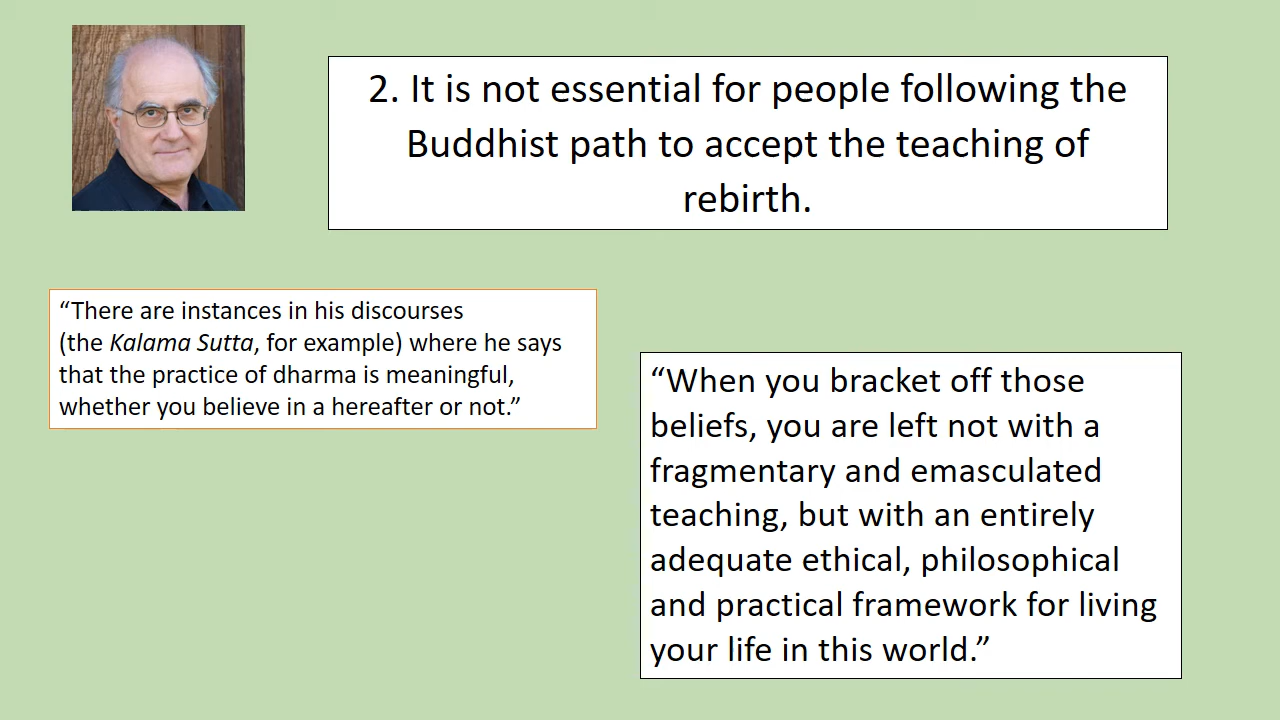 2. It is not essential for people following the
Buddhist path to accept the teaching of
rebirth.
“There are instances in his discourses
(the Kalama Sutta, for example) where he says
that the practice of dharma is meaningful,
whether you believe in a hereafter or not.”
“When you bracket off those
beliefs, you are left not with a
fragmentary and emasculated
teaching, but with an entirely
adequate ethical, philosophical
and practical framework for living
your life in this world.”